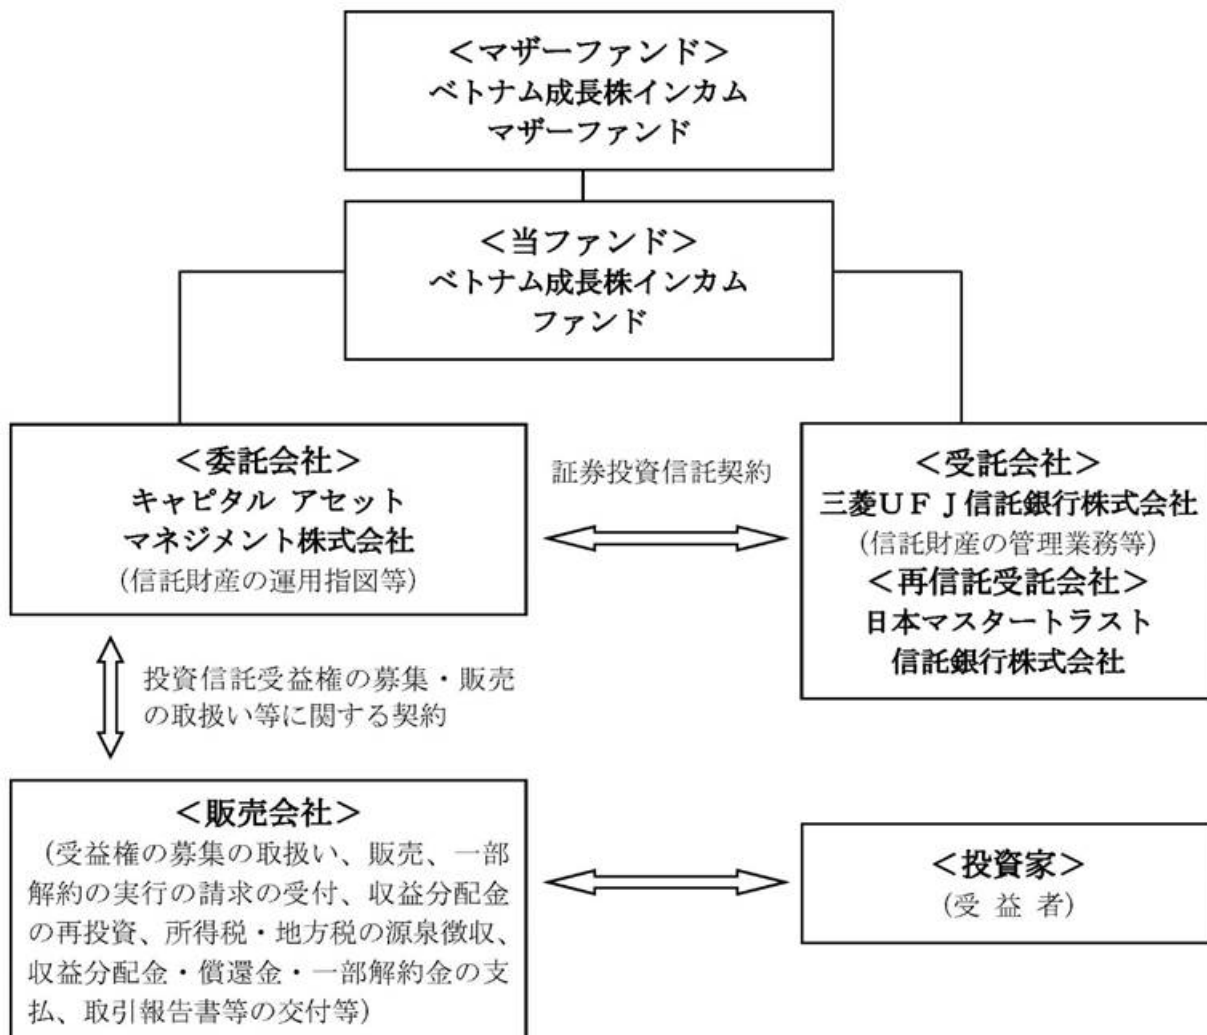 ＜マザーファンド＞
ベトナム成長株インカム
マザーファンド
＜当ファンド＞
ベトナム成長株インカム
ファンド
＜委託会社＞
キャピタル アセット
マネジメント株式会社
(信託財産の運用指図等)
証券投資信託契約
＜受託会社＞
三菱ＵＦＪ信託銀行株式会社
(信託財産の管理業務等)
＜再信託受託会社＞
日本マスタートラスト
信託銀行株式会社
投資信託受益権の募集・販売
の取扱い等に関する契約
＜販売会社＞
(受益権の募集の取扱い、販売、一部
解約の実行の請求の受付、収益分配金
の再投資、所得税・地方税の源泉徴収、
収益分配金・償還金・一部解約金の支
払、取引報告書等の交付等)
＜投資家＞
(受 益 者)